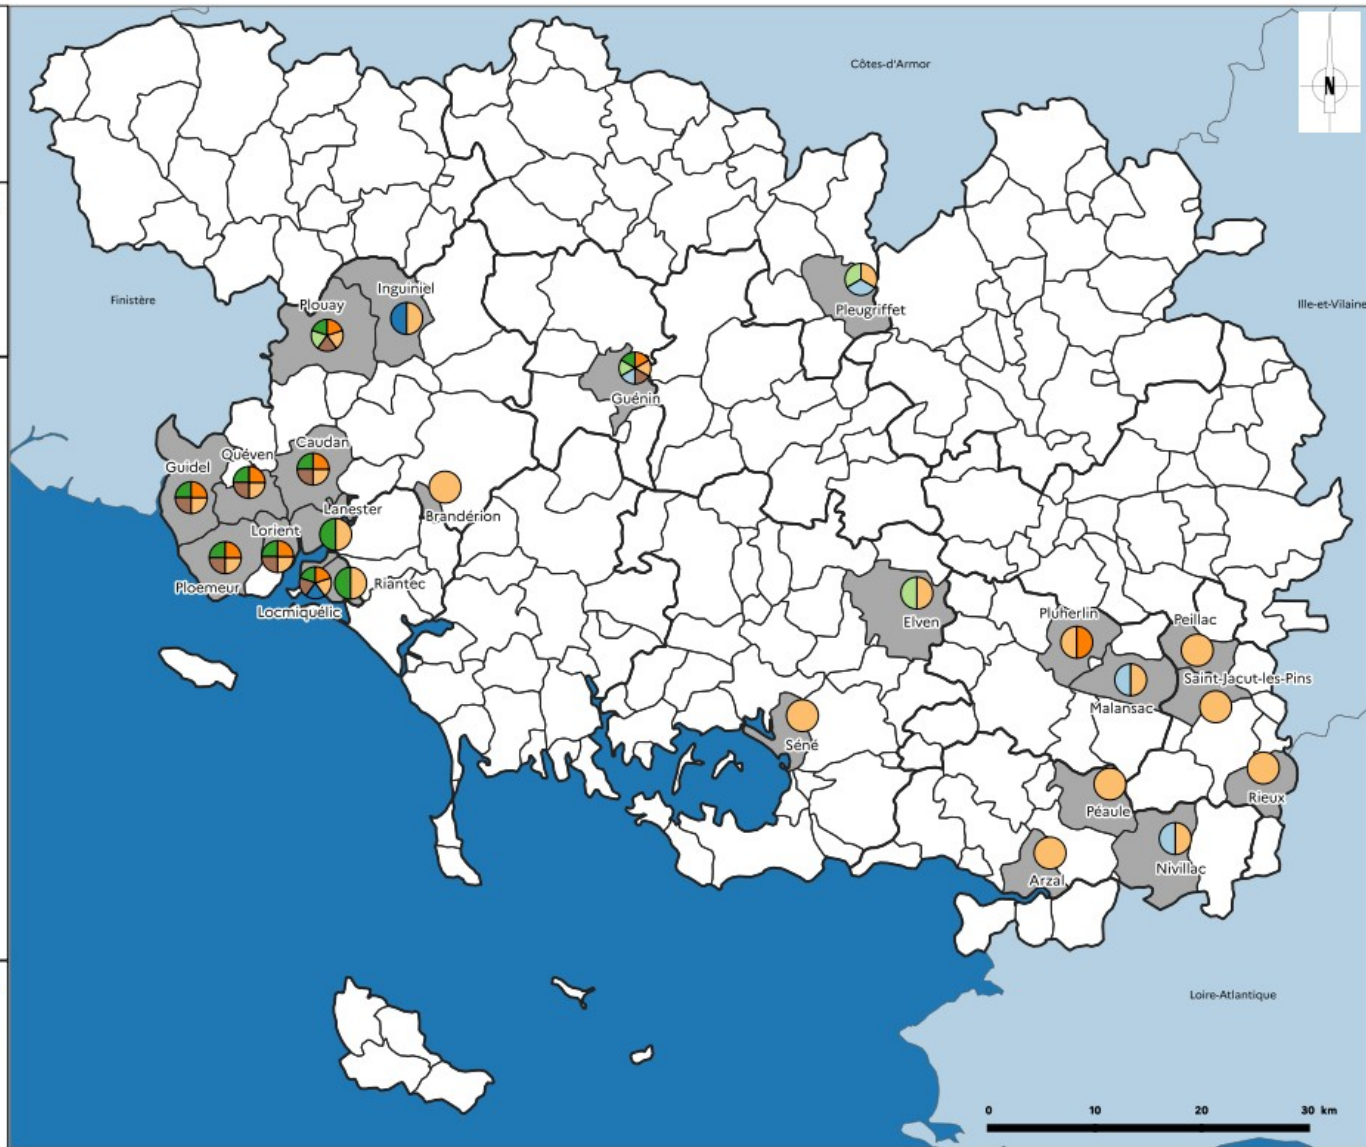 Côtes-d'Armor
N
Finistère
Ille-et-Vilaine
Inguiniel
Plouay
Pleugriffet
Guénin
Caudan
Quéven
Guidel
Lanester
Brandérion
Lorient
Ploemeur
Riantec
Locmiquélic
Elven
Pluherlin
Peillac
Saint-Jacut-les-Pins
Malansac
Séné
Rieux
Péaule
Nivillac
Arzal
Loire-Atlantique
0 10 20 30 km